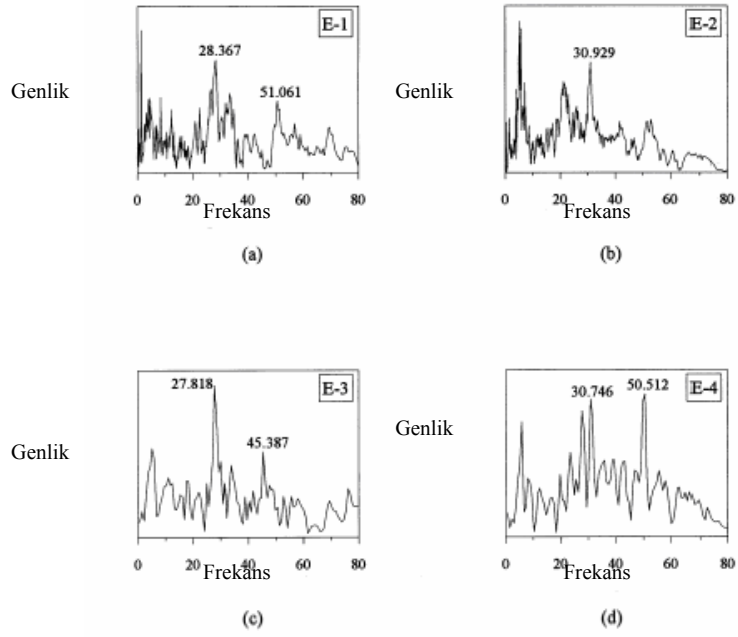 E-1
28.367
51.061
Genlik
0 20 40 60 80
Frekans
(a)
E-2
30.929
Genlik
0 20 40 60 80
Frekans
(b)
E-3
27.818
45.387
Genlik
0 20 40 60 80
Frekans
(c)
E-4
30.746
50.512
Genlik
0 20 40 60 80
Frekans
(d)